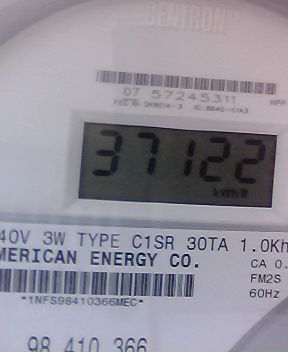 CENTRON
07 57245311
37122
kWhR
40V 3W TYPE C1SR 30TA 1.0Kh
MERICAN ENERGY CO.
CA 0.
FM2S
60Hz
*1NFS98410366MEC*
98 410 366